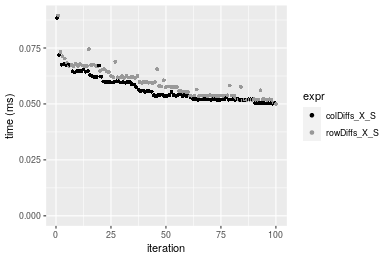 0.075
0.050
0.025
0.000
time (ms)
0 25 50 75 100
iteration
expr
colDiffs_X_S
rowDiffs_X_S